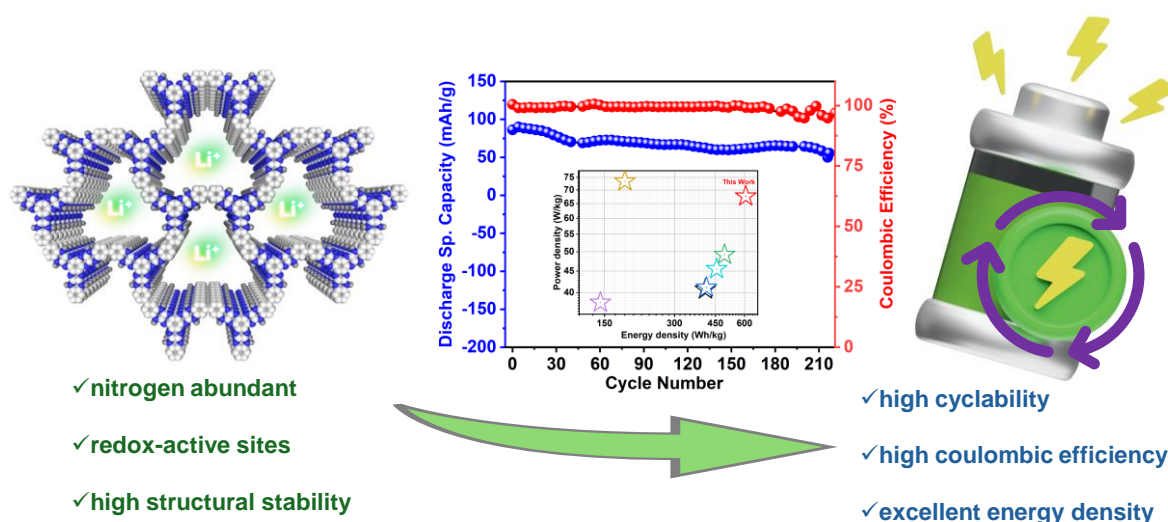 Li⁺
Li⁺
Li⁺
Li⁺
150
100
50
0
-50
-100
-150
-200
Discharge Sp. Capacity (mAh/g)
0 30 60 90 120 150 180 210
Cycle Number
100
75
50
25
0
Coulombic Efficiency (%)
This Work
75
70
65
60
55
50
45
40
Power density (W/kg)
150 300 450 600
Energy density (Wh/kg)
✓nitrogen abundant
✓redox-active sites
✓high structural stability
✓high cyclability
✓high coulombic efficiency
✓excellent energy density